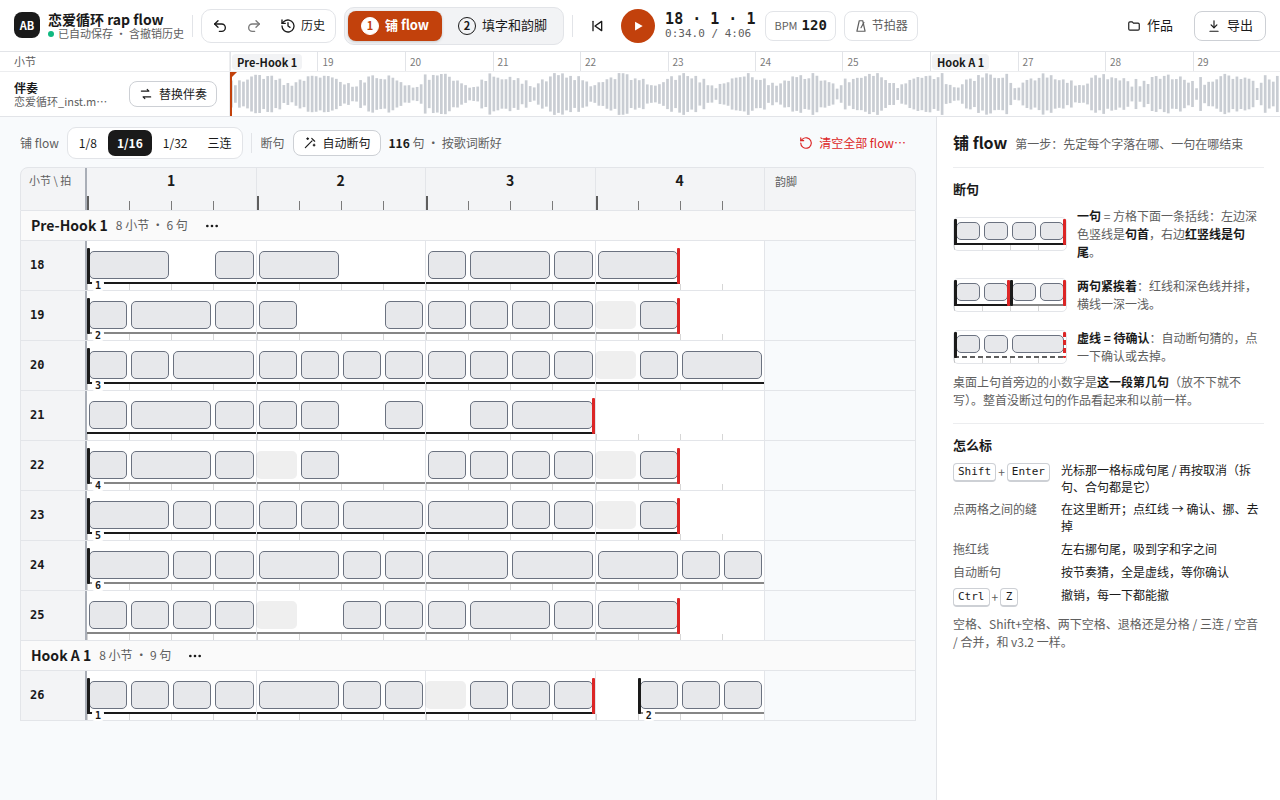 AB 恋爱循环 rap flow
已自动保存 · 含撤销历史
历史
1 铺 flow
2 填字和韵脚
18 · 1 · 1
0:34.0 / 4:06
BPM 120
节拍器
作品
导出
小节 Pre-Hook 1 19 20 21 22 23 24 25 Hook A 1 27 28 29
伴奏
恋爱循环_inst.m…
替换伴奏
铺 flow 1/8 1/16 1/32 三连 断句 自动断句 116 句 · 按歌词断好 清空全部 flow…
小节 \ 拍 1 2 3 4 韵脚
Pre-Hook 1 8 小节 · 6 句 ···
18
1
19
2
20
3
21
22
4
23
5
24
6
25
Hook A 1 8 小节 · 9 句 ···
26
1 2
铺 flow 第一步：先定每个字落在哪、一句在哪结束
断句
一句 = 方格下面一条括线：左边深
色竖线是句首，右边红竖线是句
尾。
两句紧挨着：红线和深色线并排，
横线一深一浅。
虚线 = 待确认：自动断句猜的，点
一下确认或去掉。
桌面上句首旁边的小数字是这一段第几句（放不下就不
写）。整首没断过句的作品看起来和以前一样。
怎么标
Shift + Enter 光标那一格标成句尾 / 再按取消（拆
句、合句都是它）
点两格之间的缝 在这里断开；点红线 → 确认、挪、去
掉
拖红线 左右挪句尾，吸到字和字之间
自动断句 按节奏猜，全是虚线，等你确认
Ctrl + Z 撤销，每一下都能撤
空格、Shift+空格、两下空格、退格还是分格 / 三连 / 空音
/ 合并，和 v3.2 一样。